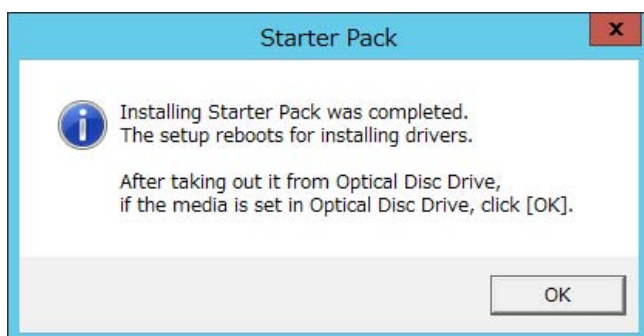 Starter Pack
x
Installing Starter Pack was completed.
The setup reboots for installing drivers.
After taking out it from Optical Disc Drive,
if the media is set in Optical Disc Drive, click [OK].
OK